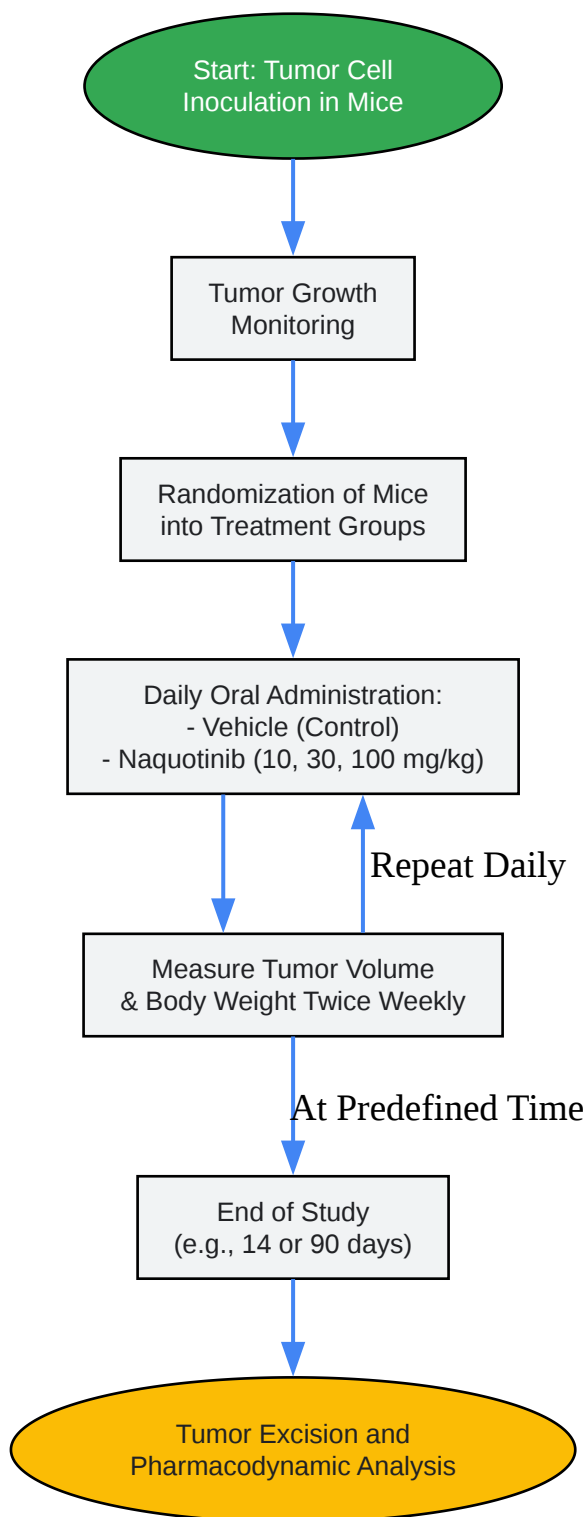 Start: Tumor Cell
Inoculation in Mice
Tumor Growth
Monitoring
Randomization of Mice
into Treatment Groups
Daily Oral Administration:
- Vehicle (Control)
- Naquotinib (10, 30, 100 mg/kg)
Repeat Daily
Measure Tumor Volume
& Body Weight Twice Weekly
At Predefined Time
End of Study
(e.g., 14 or 90 days)
Tumor Excision and
Pharmacodynamic Analysis